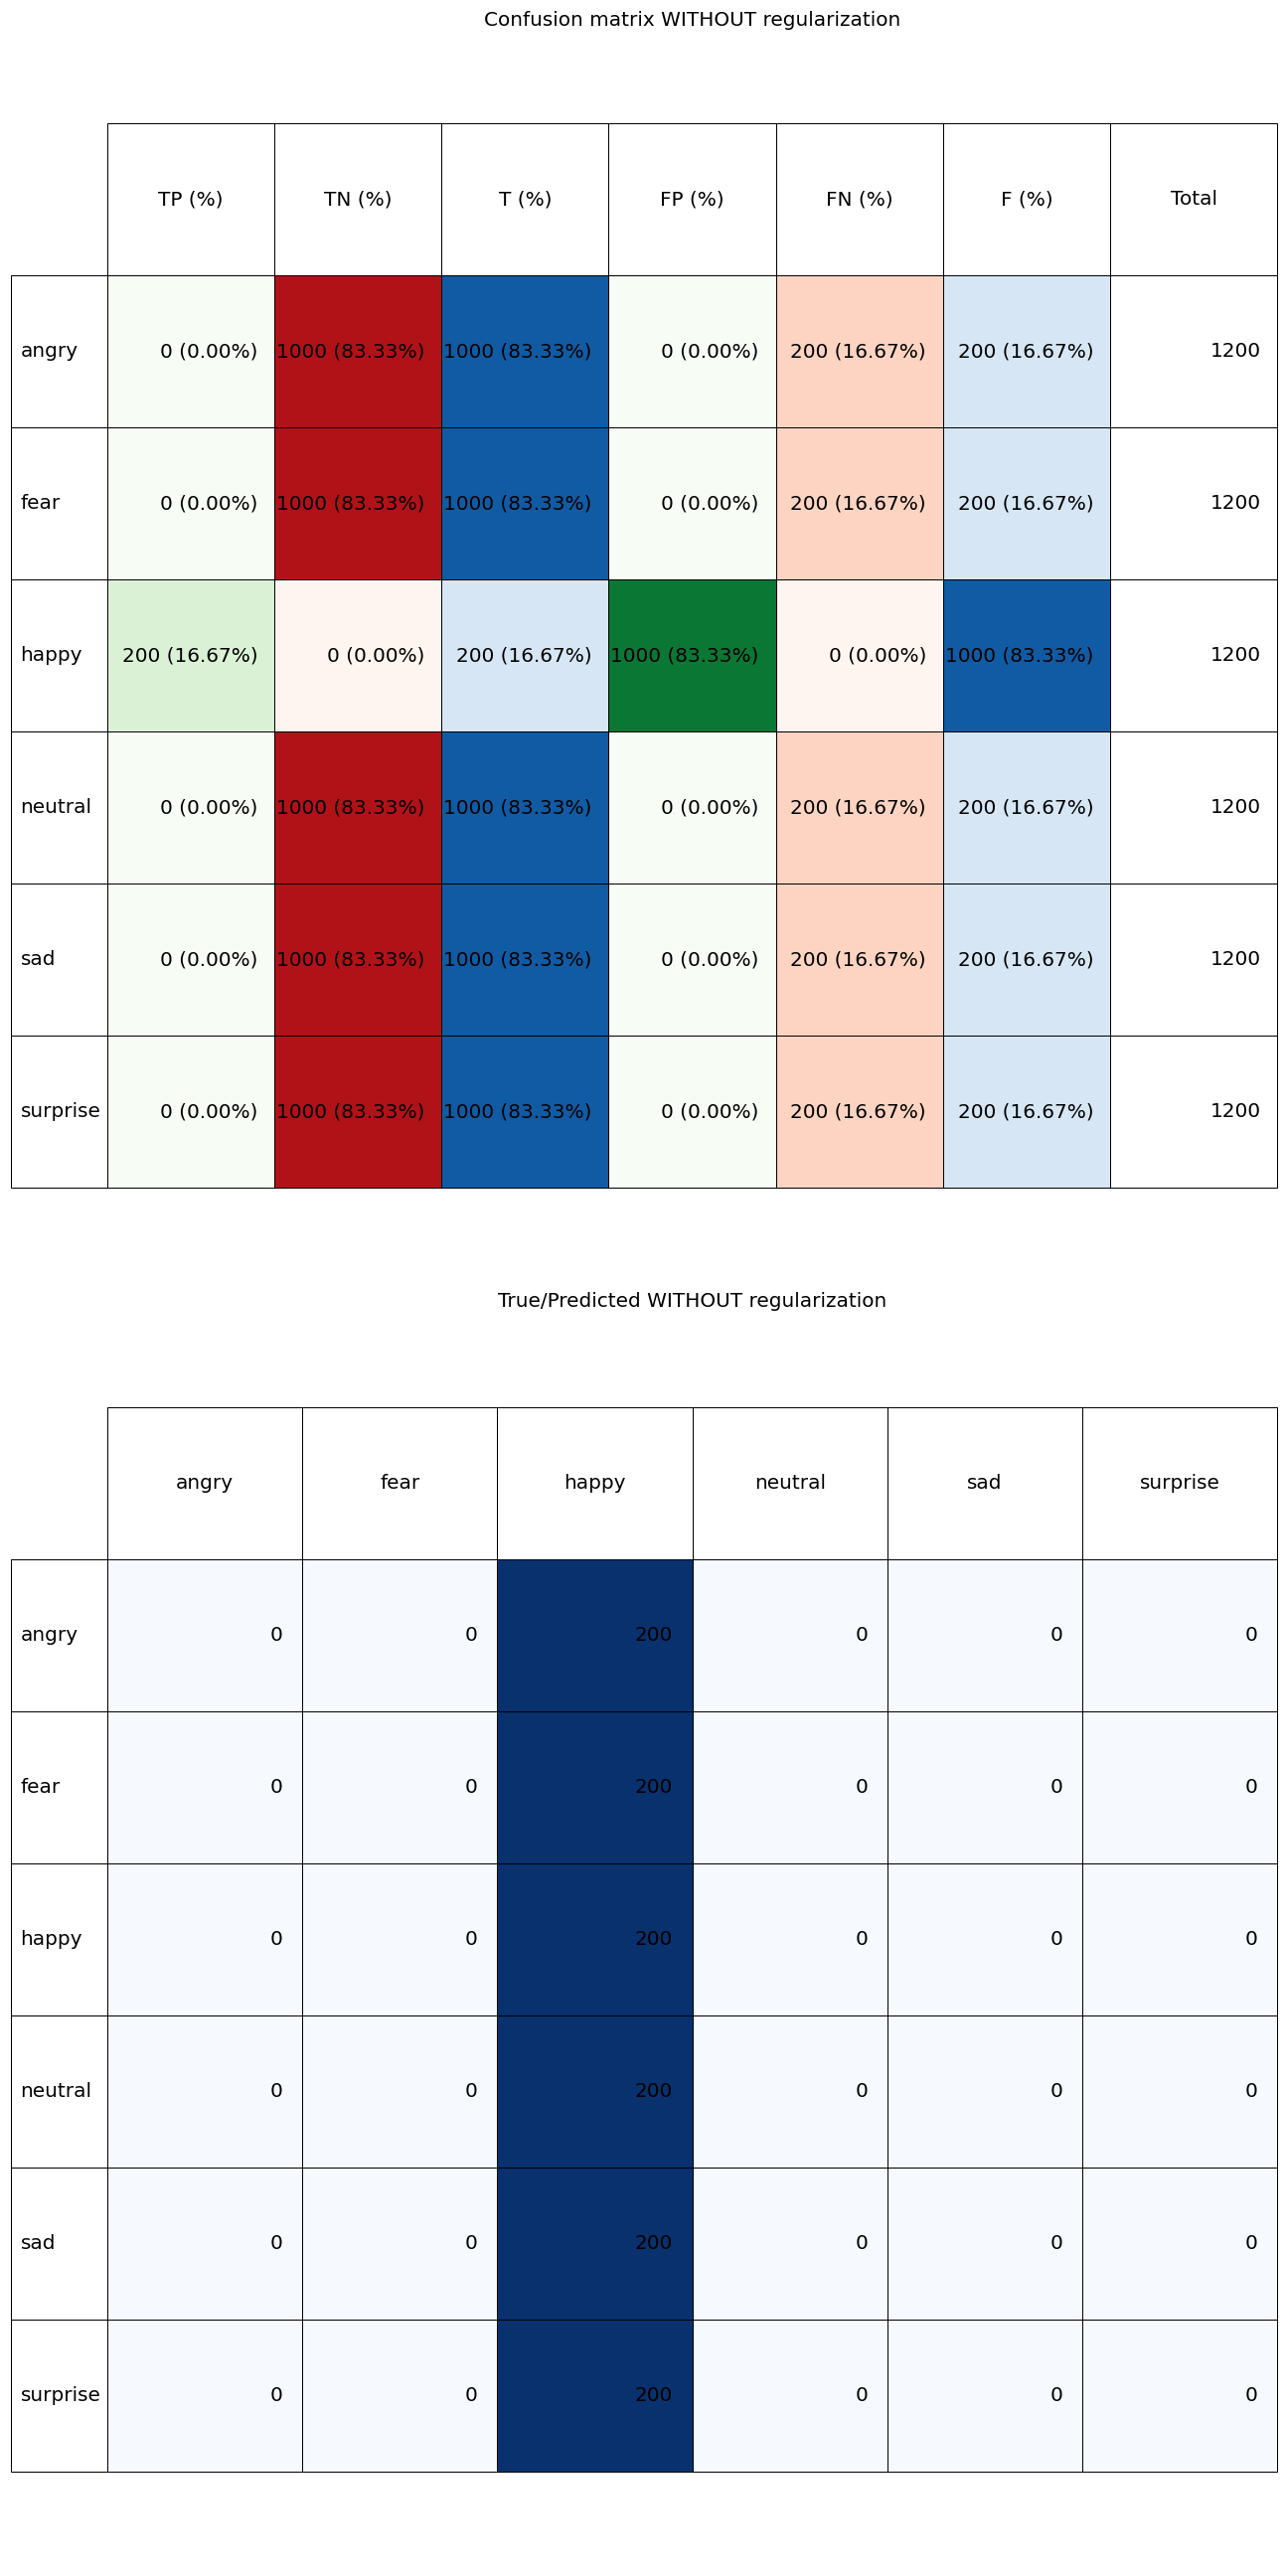 Confusion matrix WITHOUT regularization
TP (%) TN (%) T (%) FP (%) FN (%) F (%) Total
angry 0 (0.00%) 1000 (83.33%) 1000 (83.33%) 0 (0.00%) 200 (16.67%) 200 (16.67%) 1200
fear 0 (0.00%) 1000 (83.33%) 1000 (83.33%) 0 (0.00%) 200 (16.67%) 200 (16.67%) 1200
happy 200 (16.67%) 0 (0.00%) 200 (16.67%) 1000 (83.33%) 0 (0.00%) 1000 (83.33%) 1200
neutral 0 (0.00%) 1000 (83.33%) 1000 (83.33%) 0 (0.00%) 200 (16.67%) 200 (16.67%) 1200
sad 0 (0.00%) 1000 (83.33%) 1000 (83.33%) 0 (0.00%) 200 (16.67%) 200 (16.67%) 1200
surprise 0 (0.00%) 1000 (83.33%) 1000 (83.33%) 0 (0.00%) 200 (16.67%) 200 (16.67%) 1200
True/Predicted WITHOUT regularization
angry fear happy neutral sad surprise
angry 0 0 200 0 0 0
fear 0 0 200 0 0 0
happy 0 0 200 0 0 0
neutral 0 0 200 0 0 0
sad 0 0 200 0 0 0
surprise 0 0 200 0 0 0